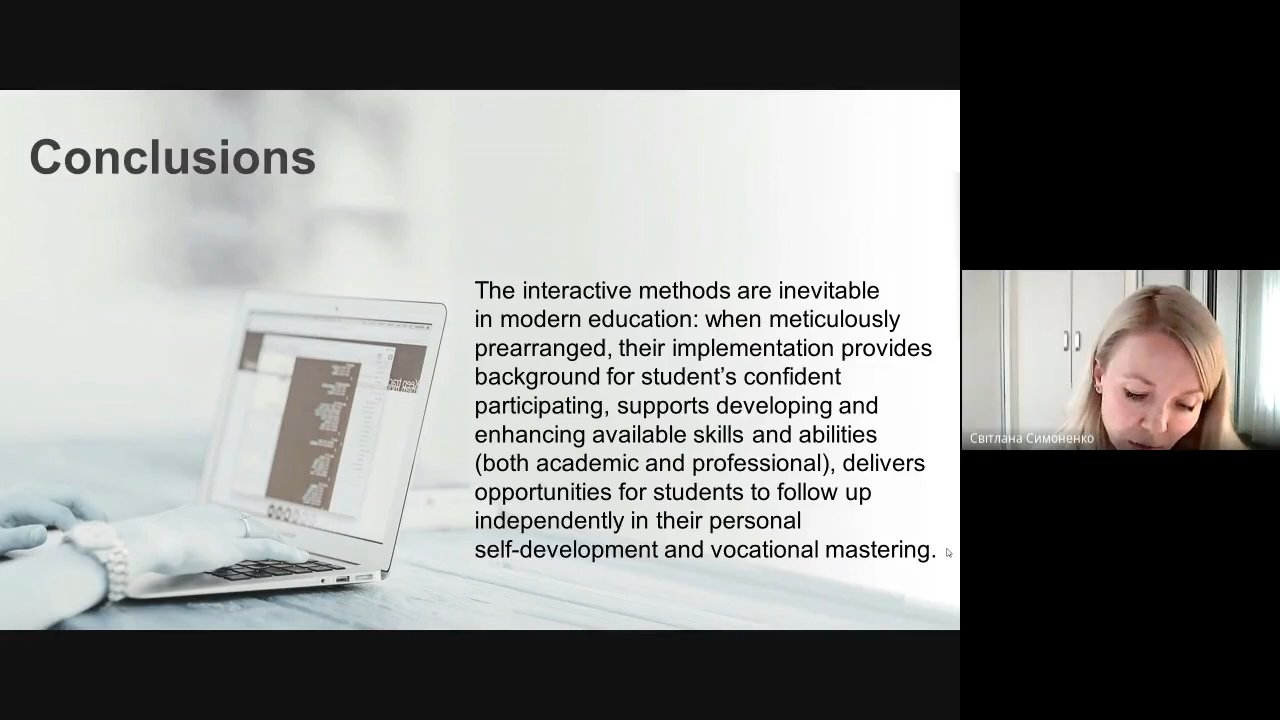 Conclusions
The interactive methods are inevitable
in modern education: when meticulously
prearranged, their implementation provides
background for student’s confident
participating, supports developing and
enhancing available skills and abilities
(both academic and professional), delivers
opportunities for students to follow up
independently in their personal
self-development and vocational mastering.
Світлана Симоненко